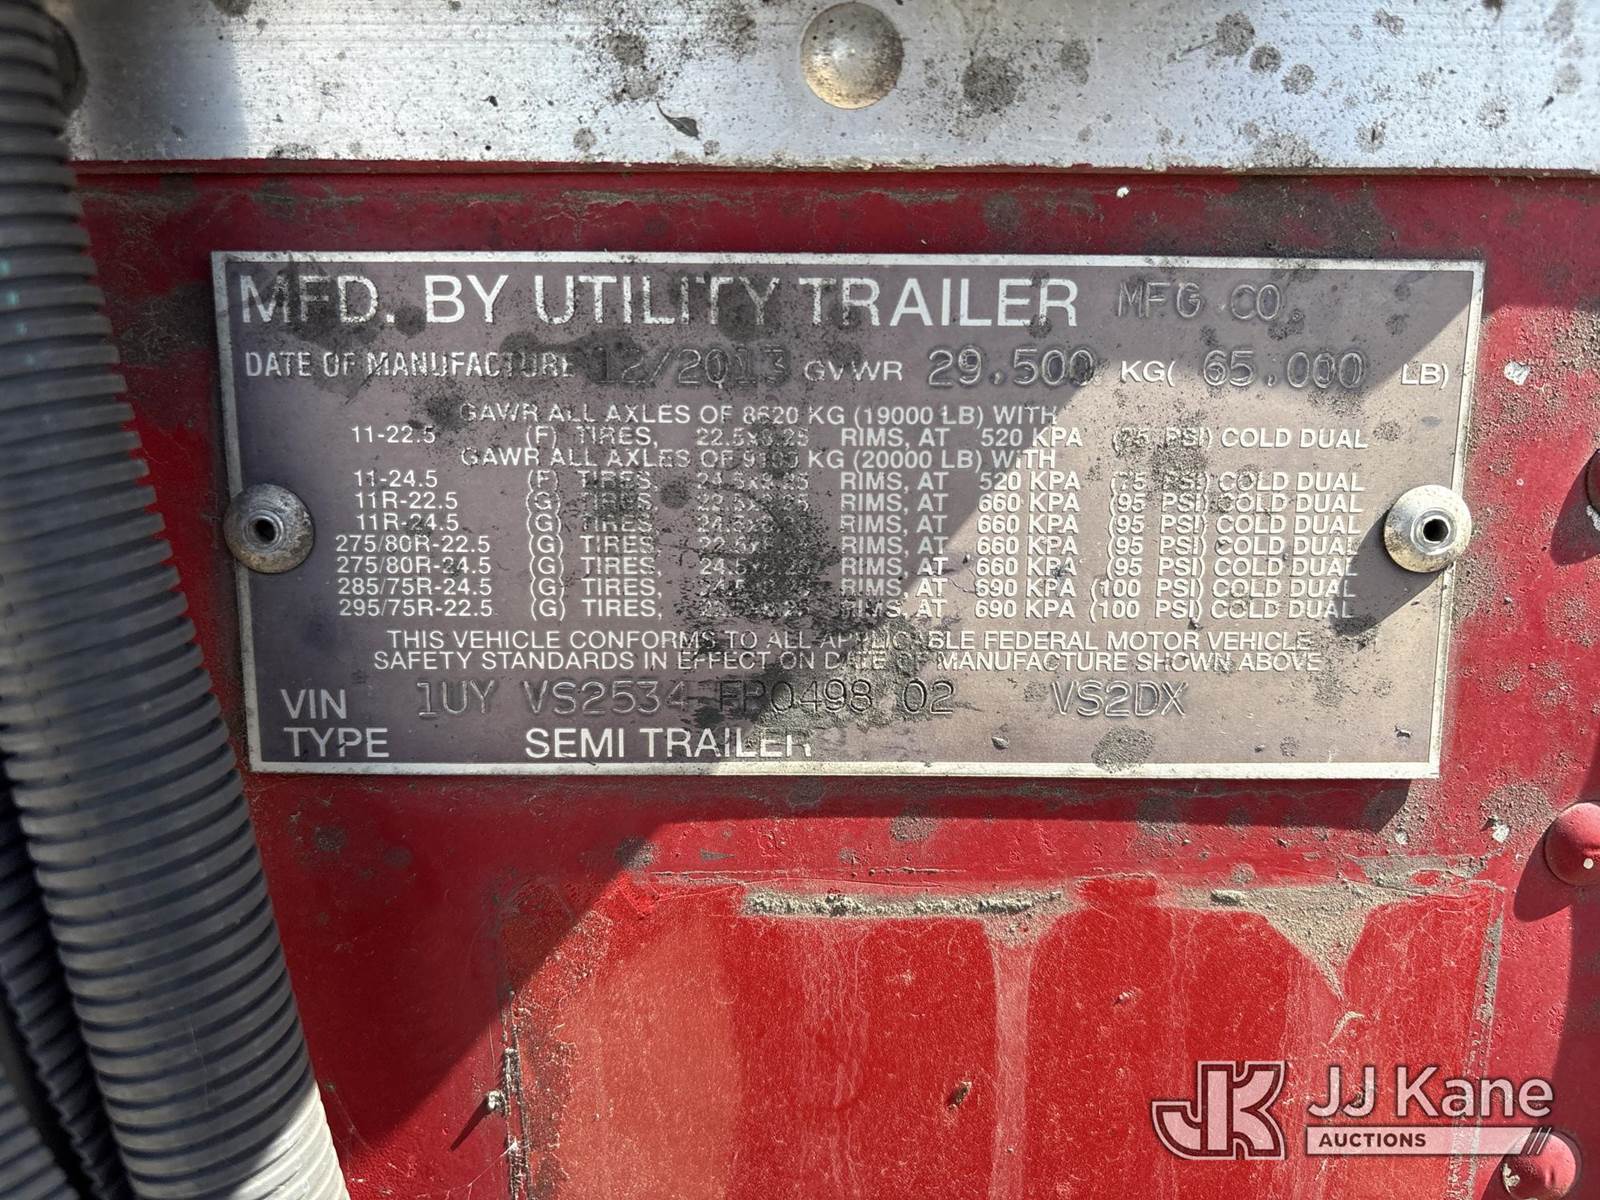 MFD. BY UTILITY TRAILER MFG CO.
DATE OF MANUFACTURE 12/2013 GVWR 29,500 KG( 65,000 LB)
GAWR ALL AXLES OF 8620 KG (19000 LB) WITH
11-22.5 (F) TIRES, 22.5x8.25 RIMS, AT 520 KPA (75 PSI) COLD DUAL
GAWR ALL AXLES OF KG (20000 LB) WITH
11-24.5 (F) TIRES, 24.5x8.25 RIMS, AT 520 KPA (75 PSI) COLD DUAL
11R-22.5 (G) TIRES, 22.5x8.25 RIMS, AT 660 KPA (95 PSI) COLD DUAL
11R-24.5 (G) TIRES, RIMS, AT 660 KPA (95 PSI) COLD DUAL
275/80R-22.5 (G) TIRES, RIMS, AT 660 KPA (95 PSI) COLD DUAL
275/80R-24.5 (G) TIRES, RIMS, AT 660 KPA (95 PSI) COLD DUAL
285/75R-24.5 (G) TIRES, RIMS, AT 690 KPA (100 PSI) COLD DUAL
295/75R-22.5 (G) TIRES, RIMS, AT 690 KPA (100 PSI) COLD DUAL
THIS VEHICLE CONFORMS TO ALL APPLICABLE FEDERAL MOTOR VEHICLE
SAFETY STANDARDS IN EFFECT ON DATE OF MANUFACTURE SHOWN ABOVE
VIN 1UY VS2534 02 VS2DX
TYPE SEMI TRAILER
JK JJ Kane
AUCTIONS